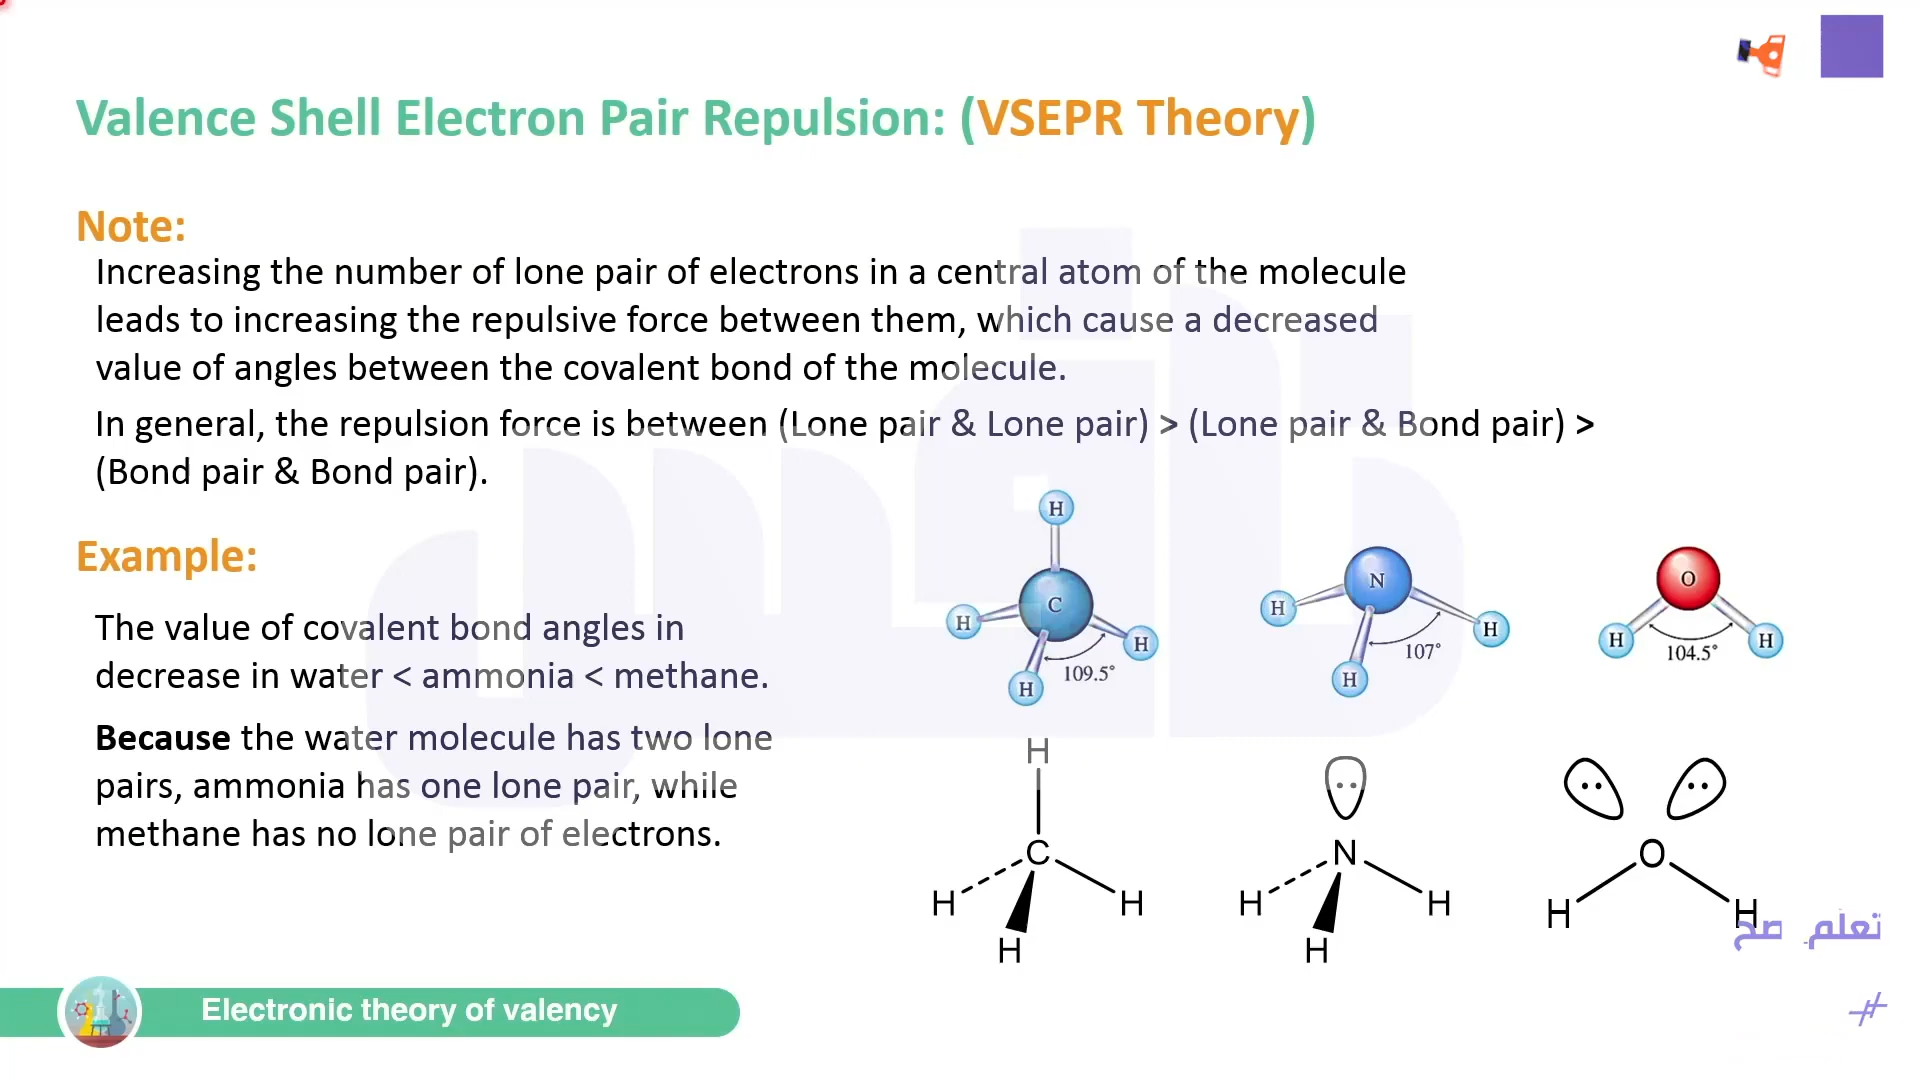 Valence Shell Electron Pair Repulsion: (VSEPR Theory)
Note:
Increasing the number of lone pair of electrons in a central atom of the molecule
leads to increasing the repulsive force between them, which cause a decreased
value of angles between the covalent bond of the molecule.
In general, the repulsion force is between (Lone pair & Lone pair) > (Lone pair & Bond pair) >
(Bond pair & Bond pair).
Example:
The value of covalent bond angles in
decrease in water < ammonia < methane.
Because the water molecule has two lone
pairs, ammonia has one lone pair, while
methane has no lone pair of electrons.
H
C
H
H
H
109.5°
N
H
H
H
107°
O
H
H
104.5°
H
C
H
H
H
N
H
H
H
O
H
H
تعلم صح
#
Electronic theory of valency